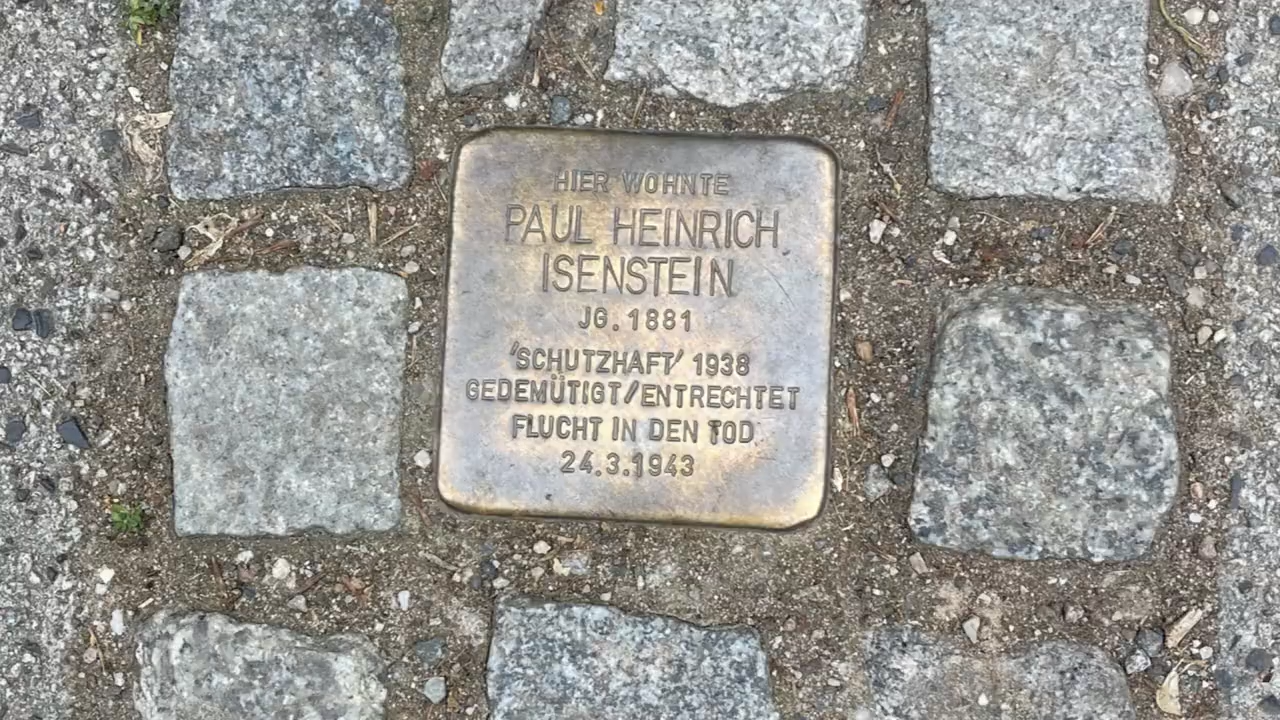 HIER WOHNTE
PAUL HEINRICH
ISENSTEIN
JG. 1881
'SCHUTZHAFT' 1938
GEDEMÜTIGT/ENTRECHTET
FLUCHT IN DEN TOD
24.3.1943